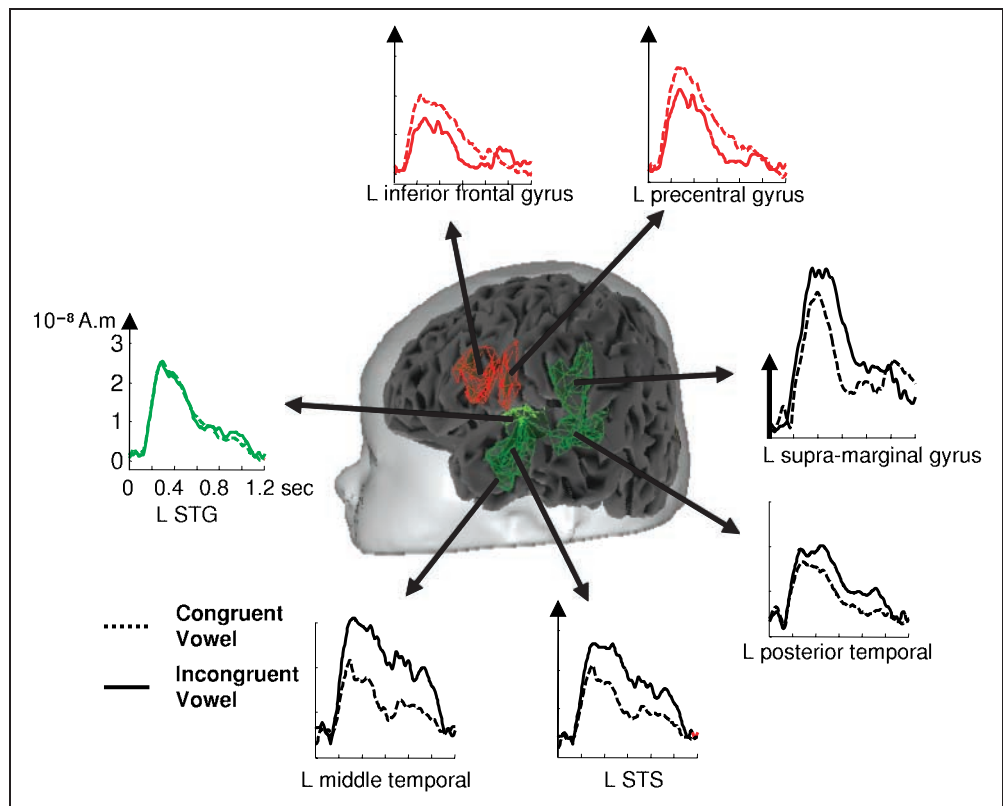 L inferior frontal gyrus
L precentral gyrus
10⁻⁸ A.m
3
2
1
0
0 0.4 0.8 1.2 sec
L STG
L supra-marginal gyrus
L posterior temporal
Congruent
Vowel
Incongruent
Vowel
L middle temporal
L STS